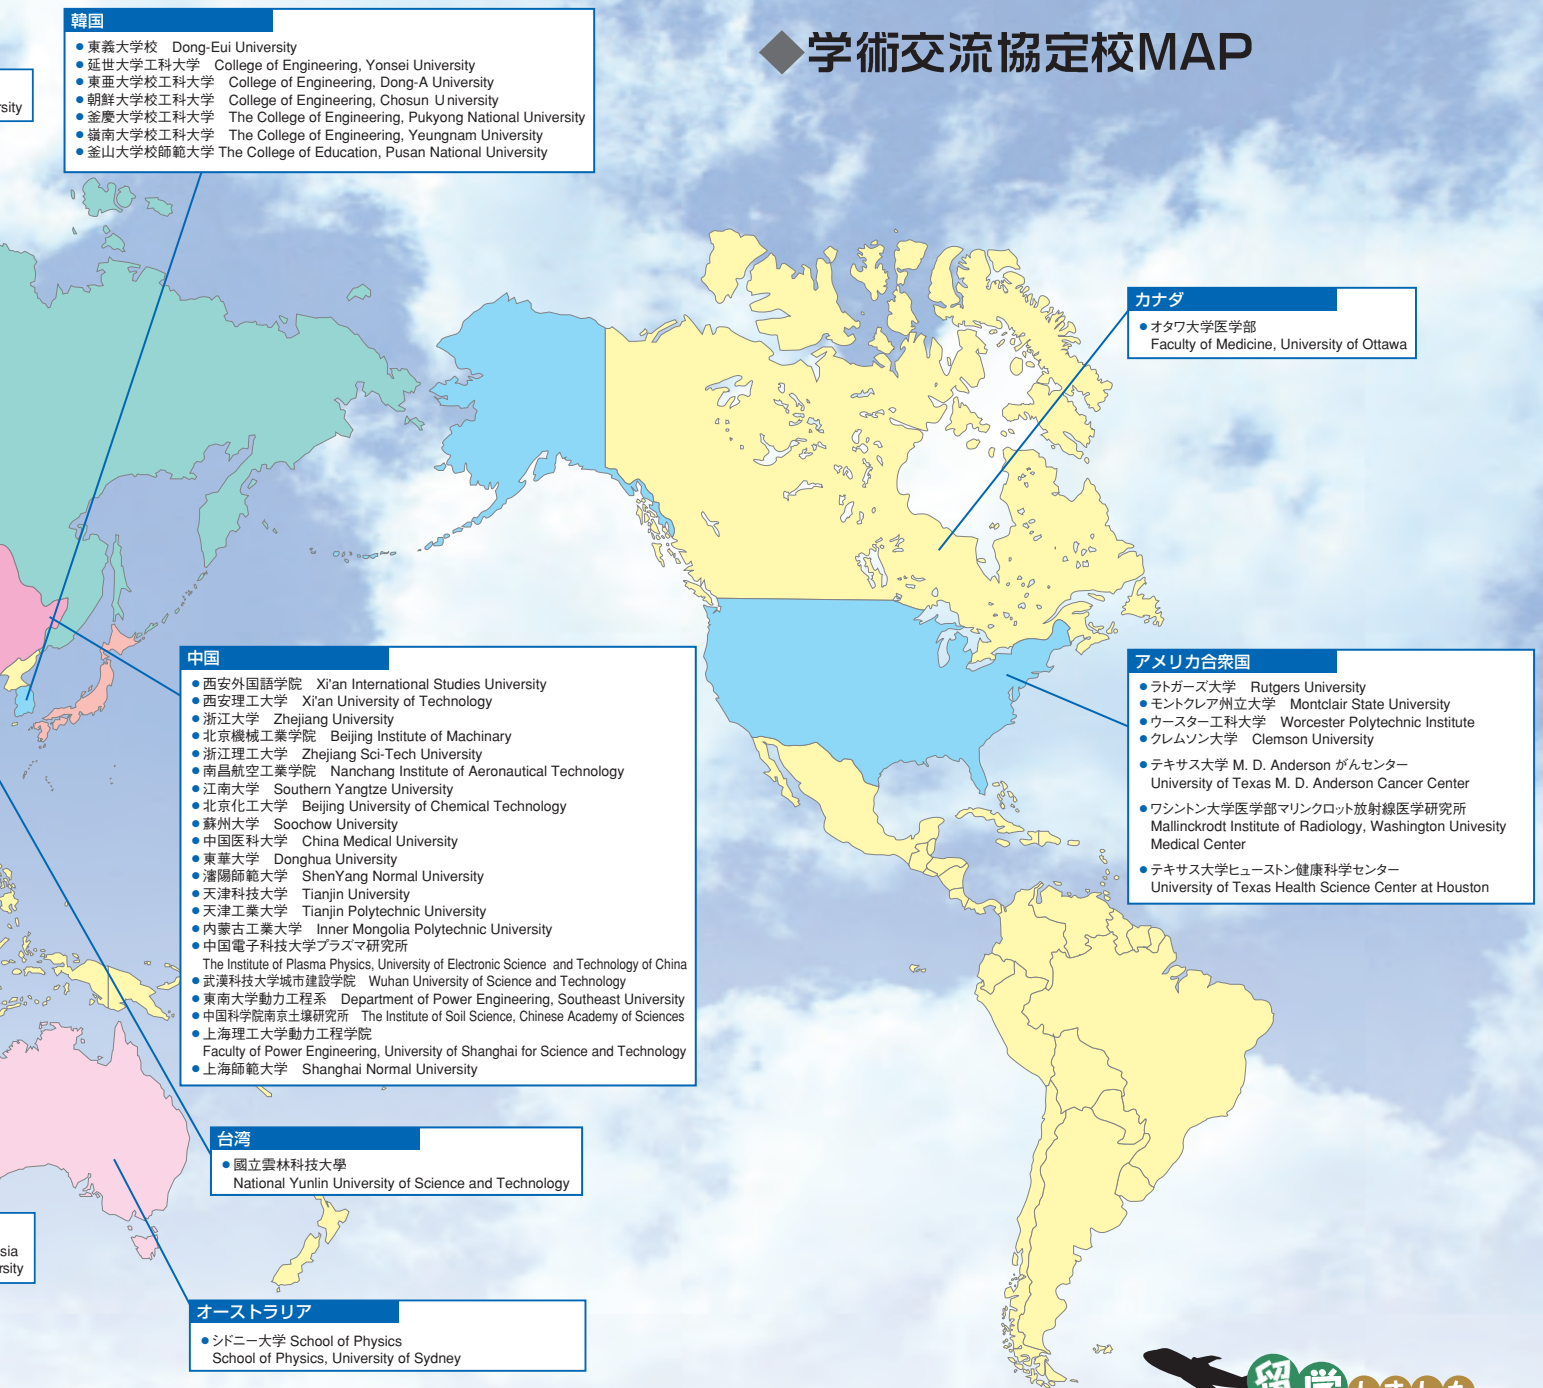 ◆学術交流協定校MAP
韓国
●東義大学校　Dong-Eui University
●延世大学工科大学　College of Engineering, Yonsei University
●東亜大学校工科大学　College of Engineering, Dong-A University
●朝鮮大学校工科大学　College of Engineering, Chosun University
●釜慶大学校工科大学　The College of Engineering, Pukyong National University
●嶺南大学校工科大学　The College of Engineering, Yeungnam University
●釜山大学校師範大学 The College of Education, Pusan National University
rsity
カナダ
●オタワ大学医学部
Faculty of Medicine, University of Ottawa
中国
●西安外国語学院　Xi'an International Studies University
●西安理工大学　Xi'an University of Technology
●浙江大学　Zhejiang University
●北京機械工業学院　Beijing Institute of Machinary
●浙江理工大学　Zhejiang Sci-Tech University
●南昌航空工業学院　Nanchang Institute of Aeronautical Technology
●江南大学　Southern Yangtze University
●北京化工大学　Beijing University of Chemical Technology
●蘇州大学　Soochow University
●中国医科大学　China Medical University
●東華大学　Donghua University
●瀋陽師範大学　ShenYang Normal University
●天津科技大学　Tianjin University
●天津工業大学　Tianjin Polytechnic University
●内蒙古工業大学　Inner Mongolia Polytechnic University
●中国電子科技大学プラズマ研究所
The Institute of Plasma Physics, University of Electronic Science and Technology of China
●武漢科技大学城市建設学院　Wuhan University of Science and Technology
●東南大学動力工程系　Department of Power Engineering, Southeast University
●中国科学院南京土壌研究所　The Institute of Soil Science, Chinese Academy of Sciences
●上海理工大学動力工程学院
Faculty of Power Engineering, University of Shanghai for Science and Technology
●上海師範大学　Shanghai Normal University
アメリカ合衆国
●ラトガーズ大学　Rutgers University
●モントクレア州立大学　Montclair State University
●ウースター工科大学　Worcester Polytechnic Institute
●クレムソン大学　Clemson University
●テキサス大学 M. D. Anderson がんセンター
University of Texas M. D. Anderson Cancer Center
●ワシントン大学医学部マリンクロット放射線医学研究所
Mallinckrodt Institute of Radiology, Washington Univesity
Medical Center
●テキサス大学ヒューストン健康科学センター
University of Texas Health Science Center at Houston
台湾
●國立雲林科技大學
National Yunlin University of Science and Technology
sia
rsity
オーストラリア
●シドニー大学 School of Physics
School of Physics, University of Sydney
留学しました